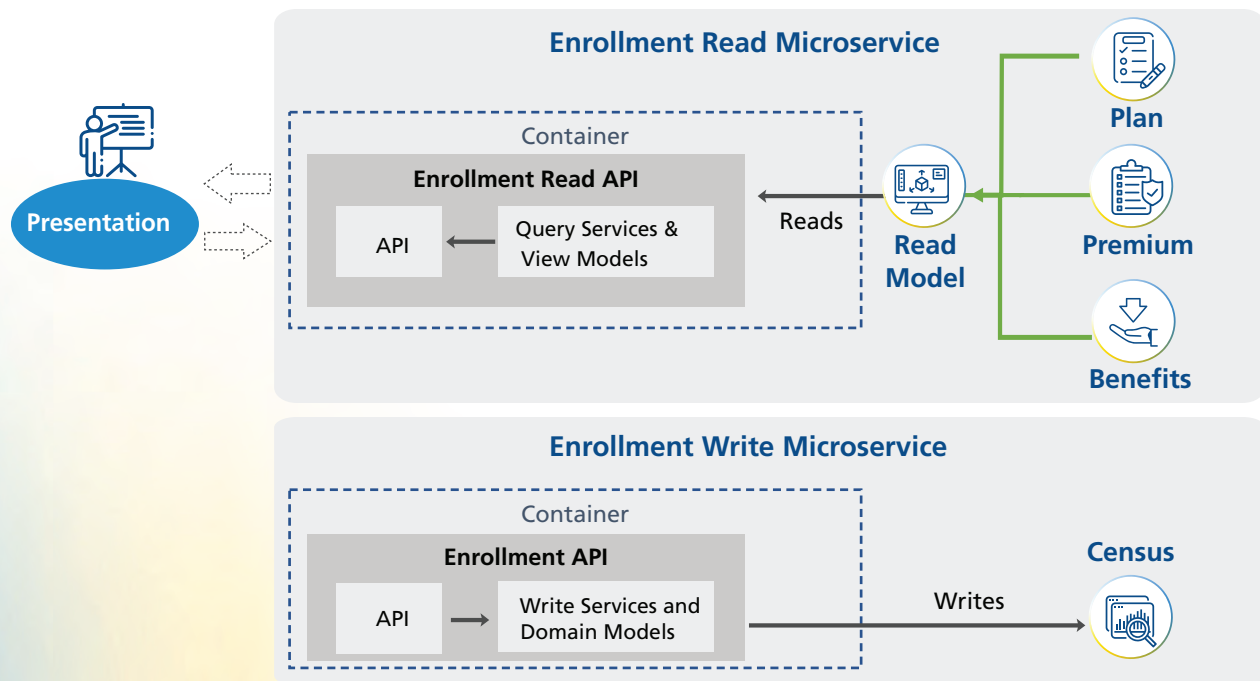 Enrollment Read Microservice
Container
Enrollment Read API
API
Query Services &
View Models
Presentation
Reads
Read
Model
Plan
Premium
Benefits
Enrollment Write Microservice
Container
Enrollment API
API
Write Services and
Domain Models
Writes
Census